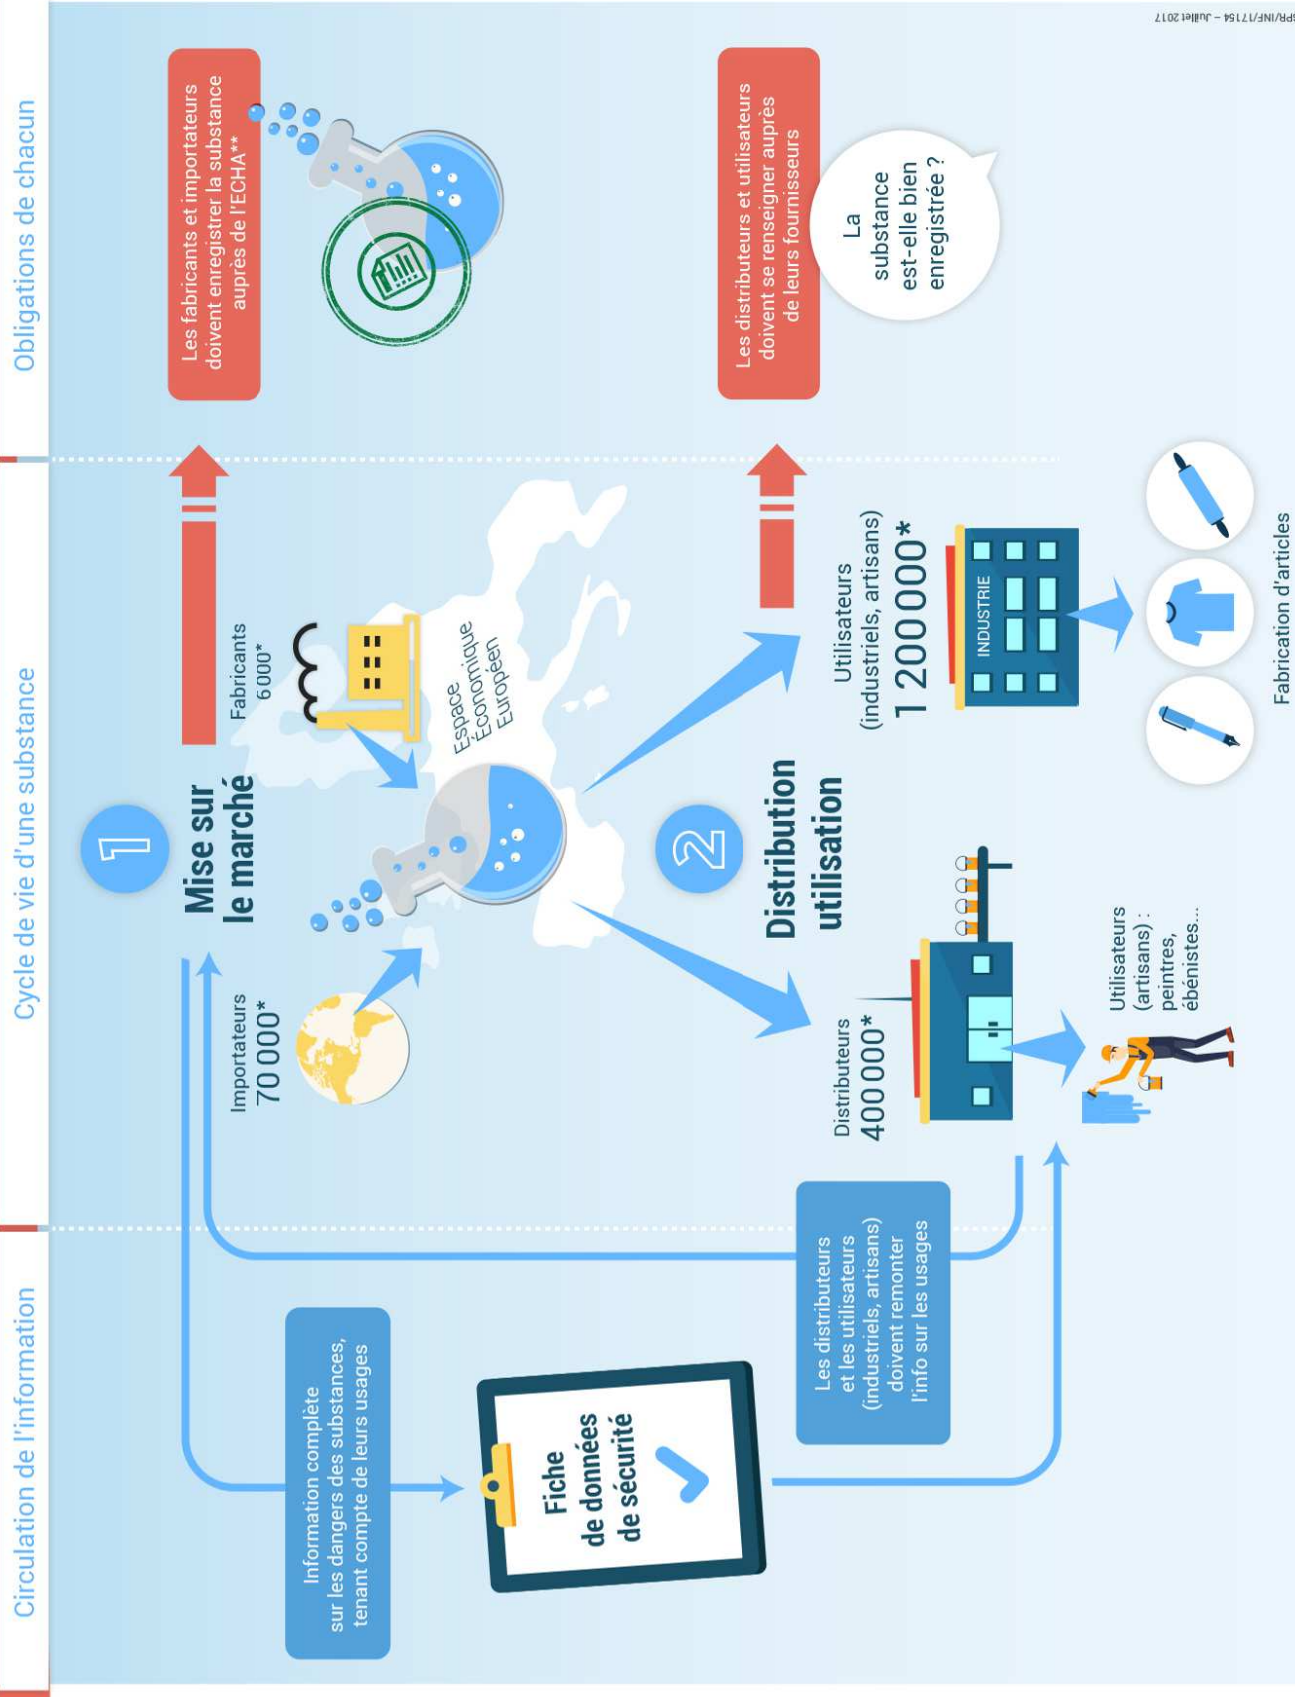 Circulation de l'information
Cycle de vie d'une substance
Obligations de chacun
1
Mise sur
le marché
Importateurs
70 000*
Fabricants
6 000*
Espace
Économique
Européen
Les fabricants et importateurs
doivent enregistrer la substance
auprès de l'ECHA**
Information complète
sur les dangers des substances,
tenant compte de leurs usages
Fiche
de données
de sécurité
2
Distribution
utilisation
Distributeurs
400 000*
Utilisateurs
(industriels, artisans)
1 200 000*
INDUSTRIE
Les distributeurs et utilisateurs
doivent se renseigner auprès
de leurs fournisseurs
La
substance
est-elle bien
enregistrée ?
Les distributeurs
et les utilisateurs
(industriels, artisans)
doivent remonter
l'info sur les usages
Utilisateurs
(artisans) :
peintres,
ébénistes...
Fabrication d'articles
GPR/INF/17154 – Juillet 2017